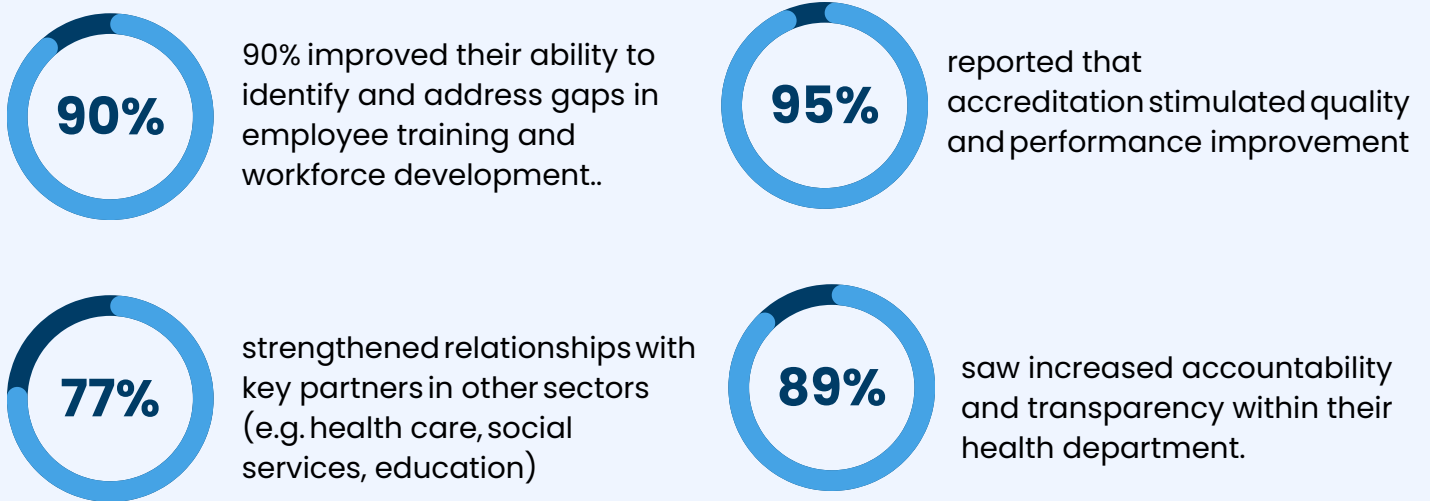 90%
90% improved their ability to
identify and address gaps in
employee training and
workforce development..
95%
reported that
accreditation stimulated quality
and performance improvement
77%
strengthened relationships with
key partners in other sectors
(e.g. health care, social
services, education)
89%
saw increased accountability
and transparency within their
health department.